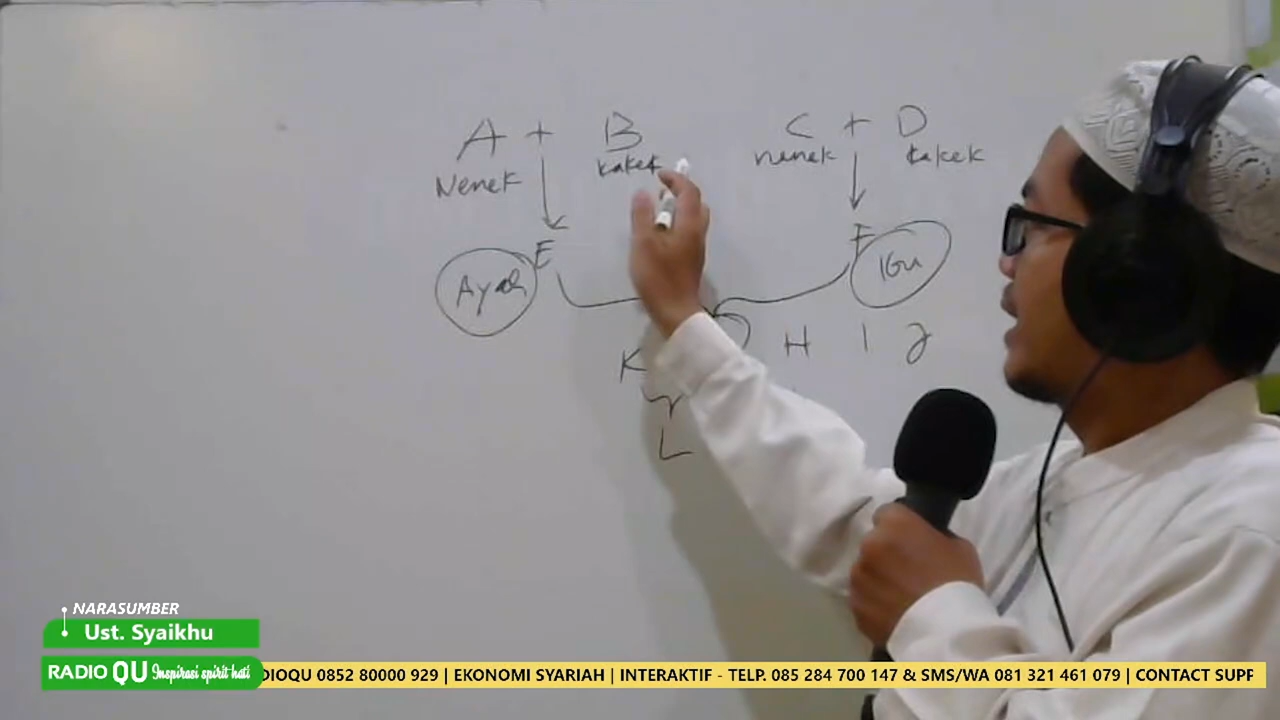 A + B
C + D
Nenek
kakek
nenek
kakek
E
F
Ayah
Ibu
H I J
K
L
NARASUMBER
Ust. Syaikhu
RADIO QU Inspirasi spirit hati
DIOQU 0852 80000 929 | EKONOMI SYARIAH | INTERAKTIF - TELP. 085 284 700 147 & SMS/WA 081 321 461 079 | CONTACT SUPP